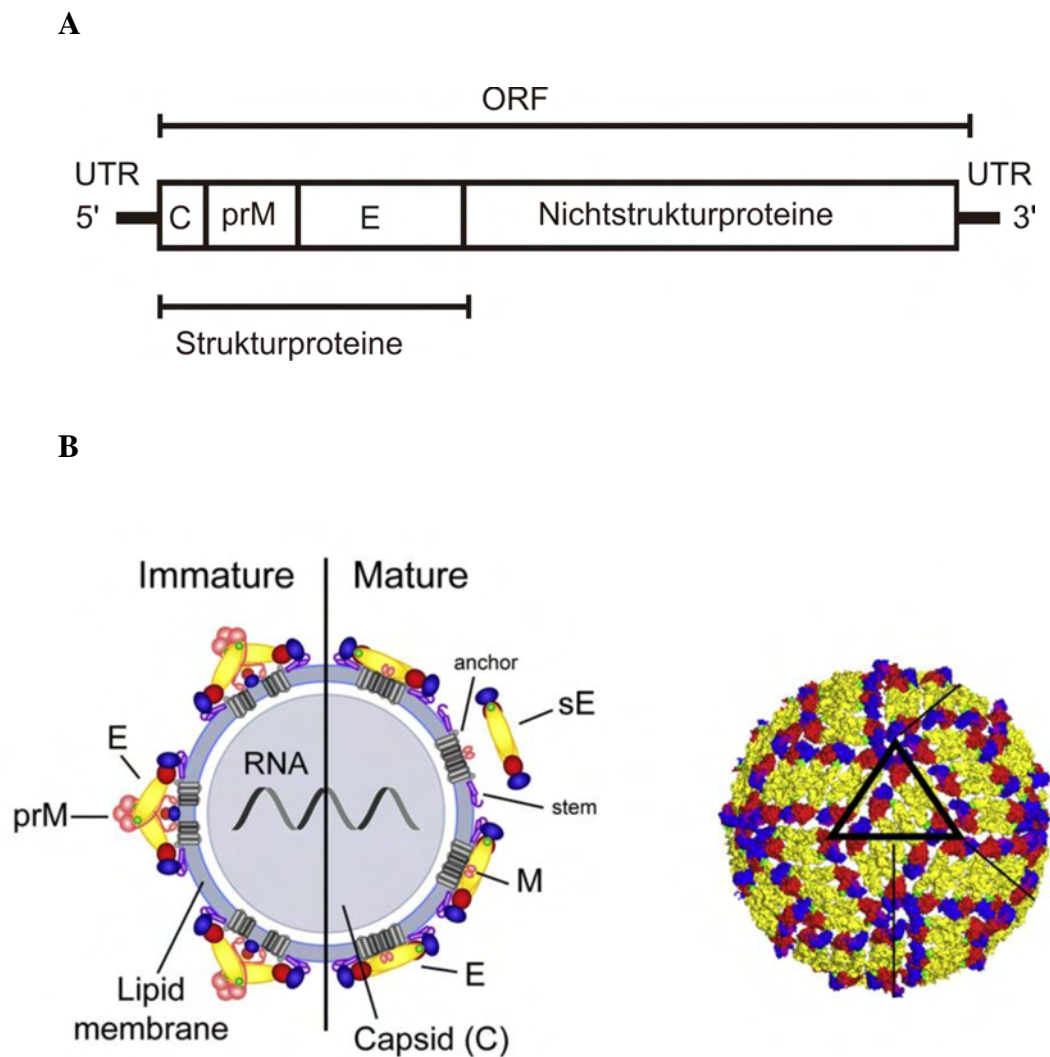 A
ORF
UTR
UTR
5'
C
prM
E
Nichtstrukturproteine
3'
Strukturproteine
B
Immature
Mature
anchor
sE
E
RNA
prM
stem
M
E
Lipid
membrane
Capsid (C)